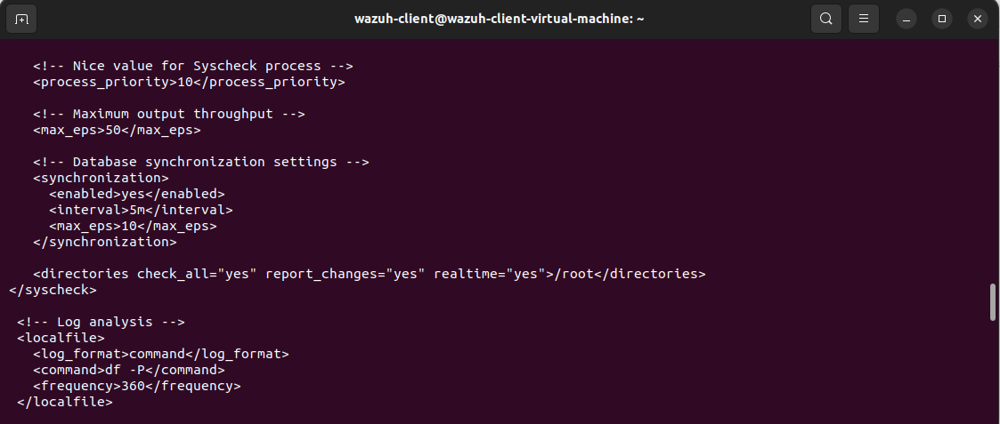 wazuh-client@wazuh-client-virtual-machine: ~
<!-- Nice value for Syscheck process -->
<process_priority>10</process_priority>
<!-- Maximum output throughput -->
<max_eps>50</max_eps>
<!-- Database synchronization settings -->
<synchronization>
<enabled>yes</enabled>
<interval>5m</interval>
<max_eps>10</max_eps>
</synchronization>
<directories check_all="yes" report_changes="yes" realtime="yes">/root</directories>
</syscheck>
<!-- Log analysis -->
<localfile>
<log_format>command</log_format>
<command>df -P</command>
<frequency>360</frequency>
</localfile>